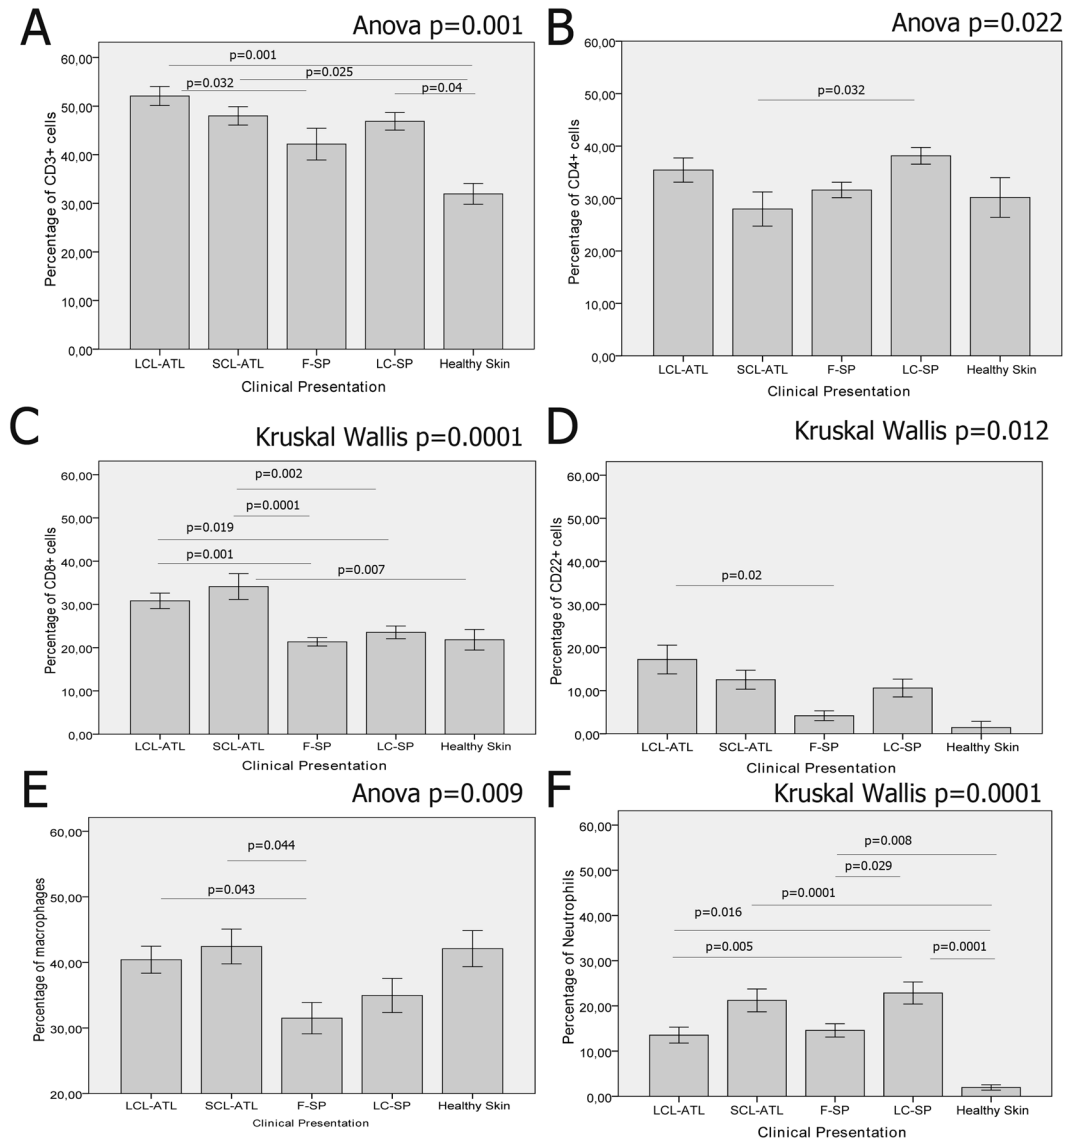 A
Anova p=0.001
60,00
50,00
40,00
30,00
20,00
10,00
0,00
Percentage of CD3+ cells
p=0.001
p=0.025
p=0.032
p=0.04
LCL-ATL SCL-ATL F-SP LC-SP Healthy Skin
Clinical Presentation
B
Anova p=0.022
60,00
50,00
40,00
30,00
20,00
10,00
0,00
Percentage of CD4+ cells
p=0.032
LCL-ATL SCL-ATL F-SP LC-SP Healthy Skin
Clinical Presentation
C
Kruskal Wallis p=0.0001
60,00
50,00
40,00
30,00
20,00
10,00
0,00
Percentage of CD8+ cells
p=0.002
p=0.0001
p=0.019
p=0.001
p=0.007
LCL-ATL SCL-ATL F-SP LC-SP Healthy Skin
Clinical Presentation
D
Kruskal Wallis p=0.012
60,00
50,00
40,00
30,00
20,00
10,00
0,00
Percentage of CD22+ cells
p=0.02
LCL-ATL SCL-ATL F-SP LC-SP Healthy Skin
Clinical Presentation
E
Anova p=0.009
60,00
50,00
40,00
30,00
20,00
Percentage of macrophages
p=0.044
p=0.043
LCL-ATL SCL-ATL F-SP LC-SP Healthy Skin
Clinical Presentation
F
Kruskal Wallis p=0.0001
60,00
50,00
40,00
30,00
20,00
10,00
0,00
Percentage of Neutrophils
p=0.008
p=0.029
p=0.0001
p=0.016
p=0.005
p=0.0001
LCL-ATL SCL-ATL F-SP LC-SP Healthy Skin
Clinical Presentation